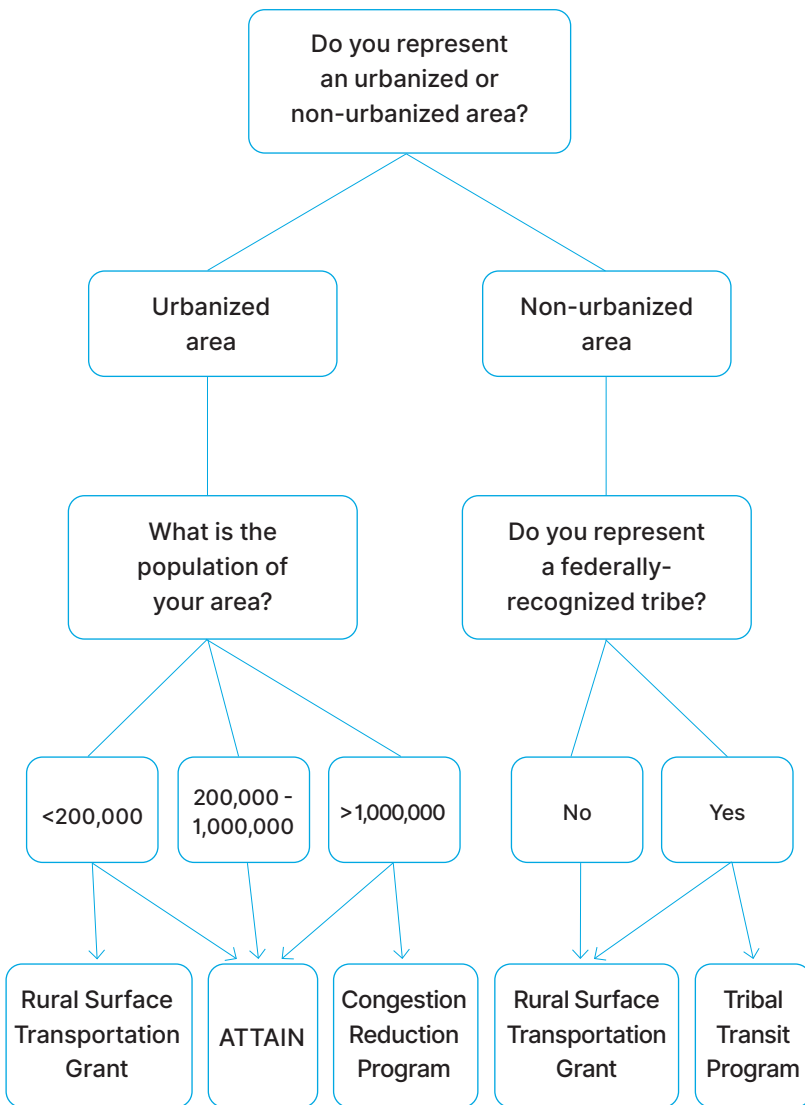 Do you represent
an urbanized or
non-urbanized area?
Urbanized
area
Non-urbanized
area
What is the
population of
your area?
Do you represent
a federally-
recognized tribe?
<200,000
200,000 -
1,000,000
>1,000,000
No
Yes
Rural Surface
Transportation
Grant
ATTAIN
Congestion
Reduction
Program
Rural Surface
Transportation
Grant
Tribal
Transit
Program